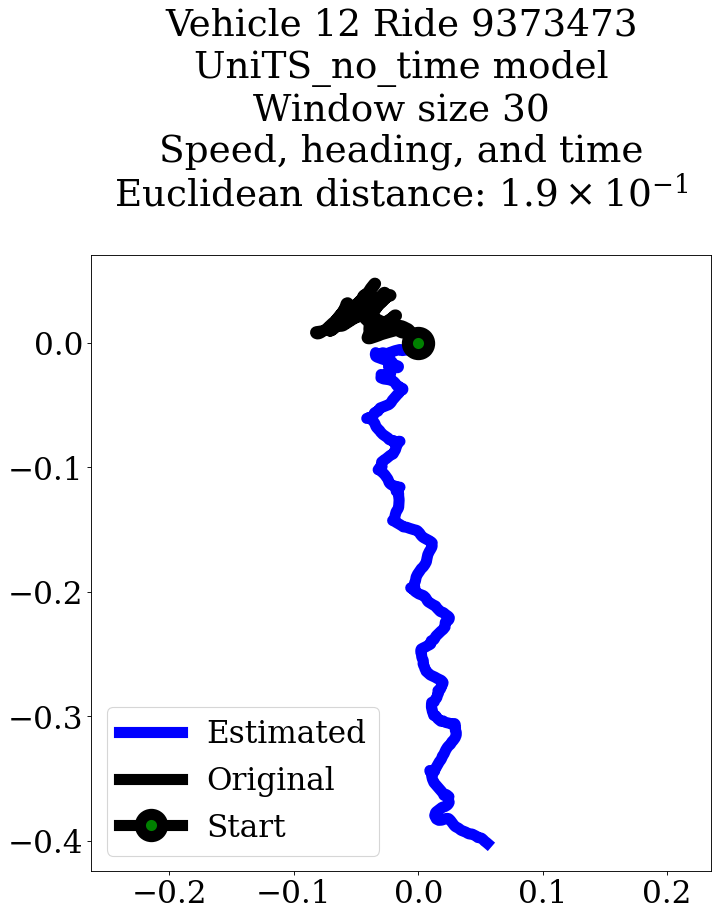 Vehicle 12 Ride 9373473
UniTS_no_time model
Window size 30
Speed, heading, and time
Euclidean distance: 1.9 × 10⁻¹
0.0
−0.1
−0.2
−0.3
−0.4
Estimated
Original
Start
−0.2 −0.1 0.0 0.1 0.2